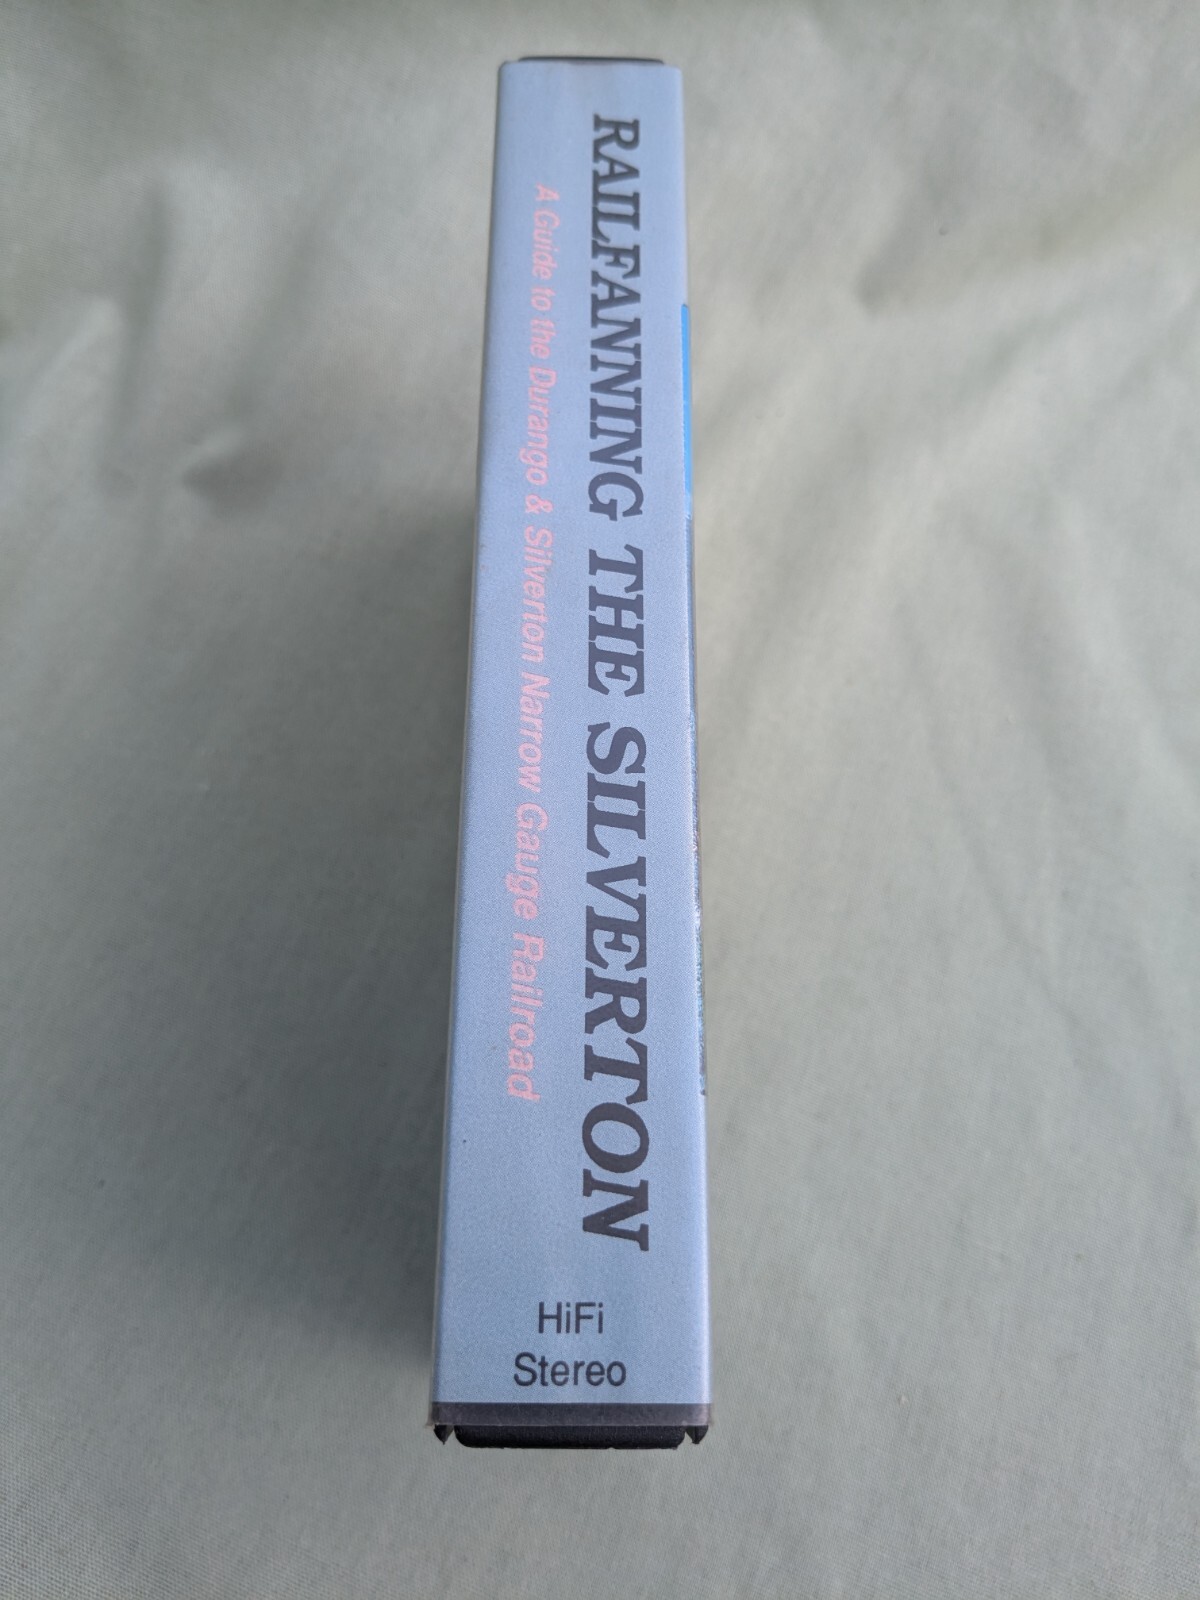 RAILFANNING THE SILVERTON
A Guide to the Durango & Silverton Narrow Gauge Railroad
HiFi
Stereo